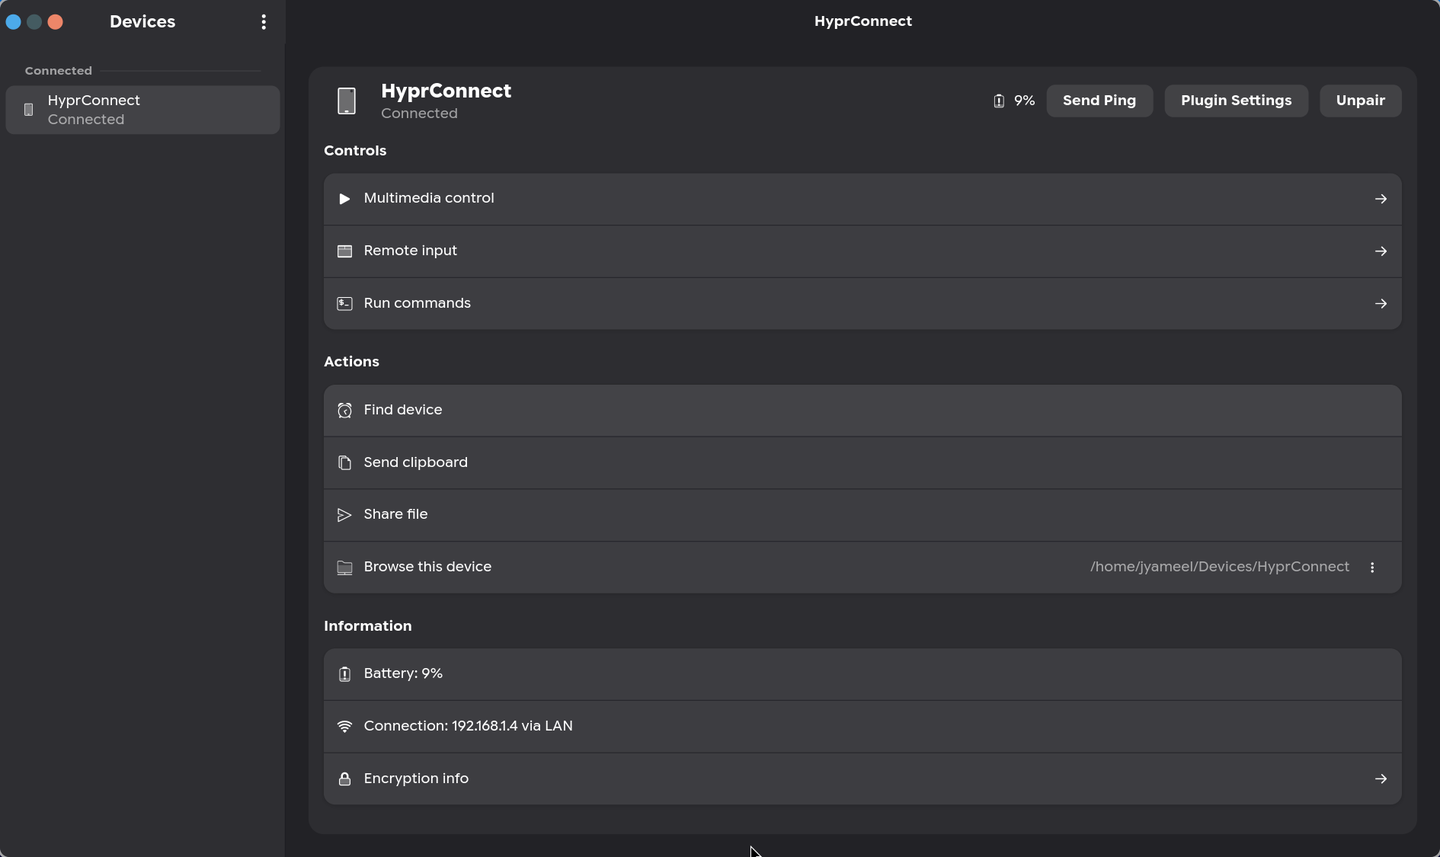 Devices
HyprConnect
Connected
HyprConnect
Connected
HyprConnect
Connected
9%
Send Ping
Plugin Settings
Unpair
Controls
Multimedia control
Remote input
Run commands
Actions
Find device
Send clipboard
Share file
Browse this device
/home/jyameel/Devices/HyprConnect
Information
Battery: 9%
Connection: 192.168.1.4 via LAN
Encryption info